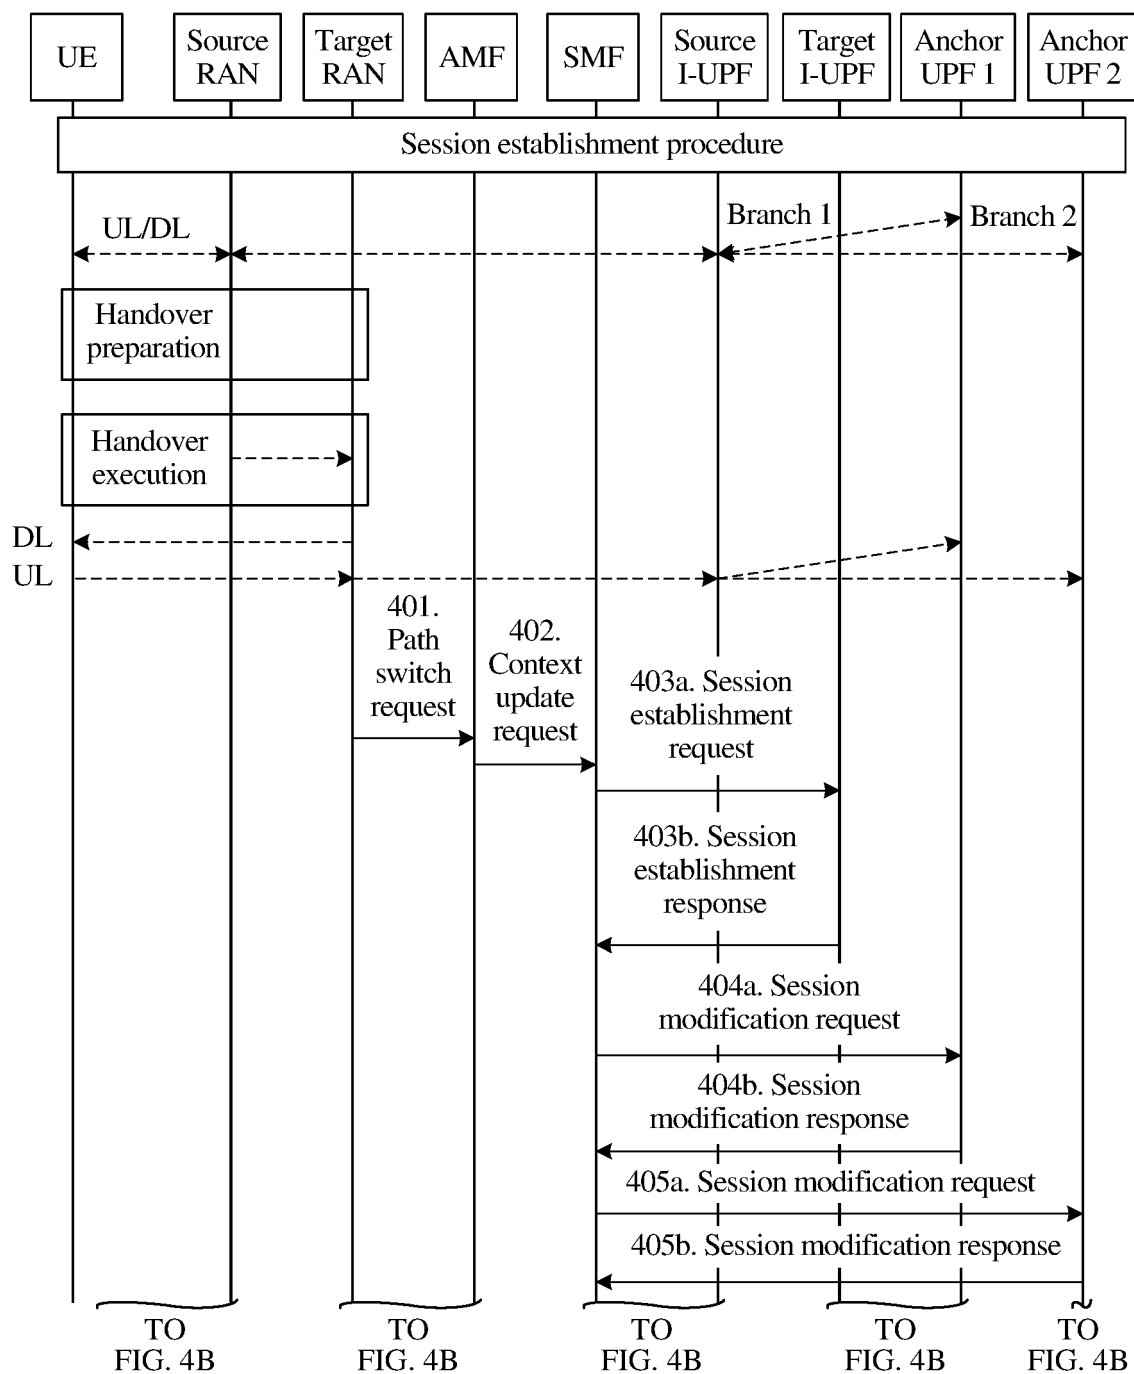 UE
Source
RAN
Target
RAN
AMF
SMF
Source
I-UPF
Target
I-UPF
Anchor
UPF 1
Anchor
UPF 2
Session establishment procedure
UL/DL
Branch 1
Branch 2
Handover
preparation
Handover
execution
DL
UL
401.
Path
switch
request
402.
Context
update
request
403a. Session
establishment
request
403b. Session
establishment
response
404a. Session
modification request
404b. Session
modification response
405a. Session modification request
405b. Session modification response
TO
FIG. 4B
TO
FIG. 4B
TO
FIG. 4B
TO
FIG. 4B
TO
FIG. 4B